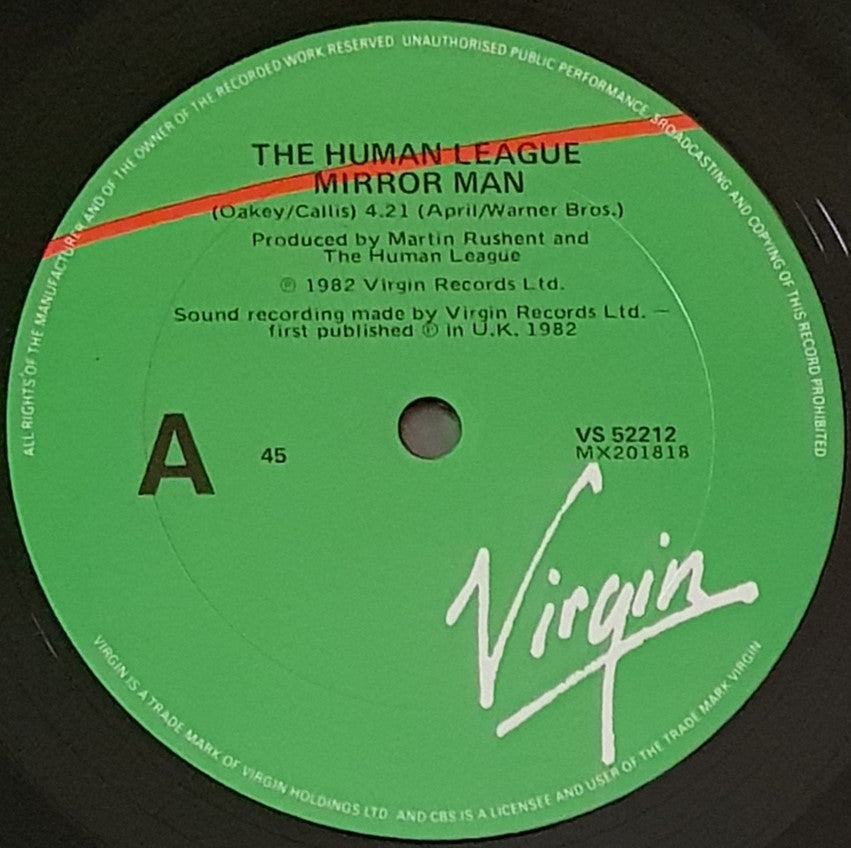 ALL RIGHTS OF THE MANUFACTURER AND OF THE OWNER OF THE RECORDED WORK RESERVED. UNAUTHORISED PUBLIC PERFORMANCE, BROADCASTING AND COPYING OF THIS RECORD PROHIBITED
THE HUMAN LEAGUE
MIRROR MAN
(Oakey/Callis) 4.21 (April/Warner Bros.)
Produced by Martin Rushent and
The Human League
℗ 1982 Virgin Records Ltd.
Sound recording made by Virgin Records Ltd. —
first published ℗ in U.K. 1982
A
45
VS 52212
MX201818
Virgin
VIRGIN IS A TRADE MARK OF VIRGIN HOLDINGS LTD AND CBS IS A LICENSEE AND USER OF THE TRADE MARK VIRGIN